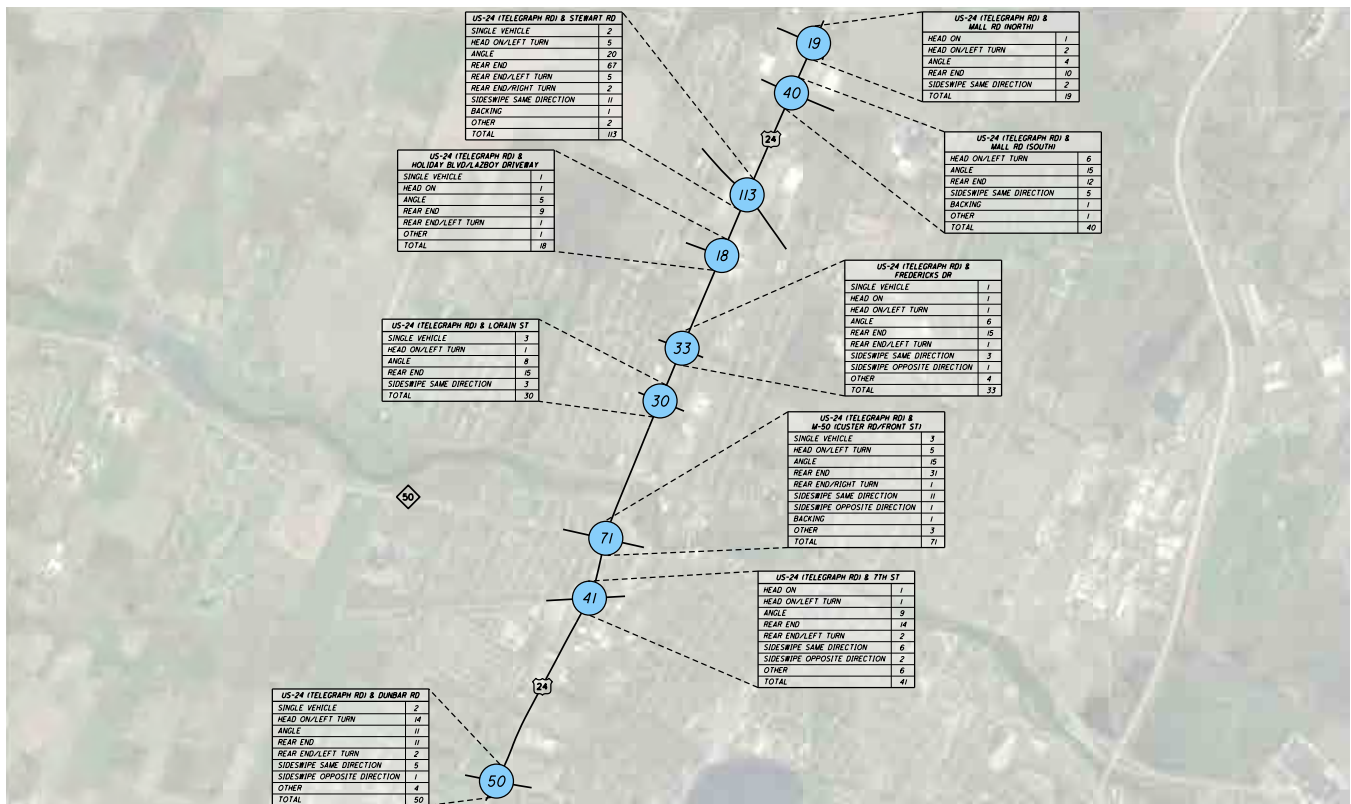 US-24 (TELEGRAPH RD) & STEWART RD
SINGLE VEHICLE 2
HEAD ON/LEFT TURN 5
ANGLE 20
REAR END 67
REAR END/LEFT TURN 5
REAR END/RIGHT TURN 2
SIDESWIPE SAME DIRECTION 11
BACKING 1
OTHER 2
TOTAL 113
US-24 (TELEGRAPH RD) &
MALL RD (NORTH)
HEAD ON 1
HEAD ON/LEFT TURN 2
ANGLE 4
REAR END 10
SIDESWIPE SAME DIRECTION 2
TOTAL 19
19
40
24
US-24 (TELEGRAPH RD) &
MALL RD (SOUTH)
HEAD ON/LEFT TURN 6
ANGLE 15
REAR END 12
SIDESWIPE SAME DIRECTION 5
BACKING 1
OTHER 1
TOTAL 40
US-24 (TELEGRAPH RD) &
HOLIDAY BLVD/LAZBOY DRIVEWAY
SINGLE VEHICLE 1
HEAD ON 1
ANGLE 5
REAR END 9
REAR END/LEFT TURN 1
OTHER 1
TOTAL 18
113
18
US-24 (TELEGRAPH RD) &
FREDERICKS DR
SINGLE VEHICLE 1
HEAD ON 1
HEAD ON/LEFT TURN 1
ANGLE 6
REAR END 15
REAR END/LEFT TURN 1
SIDESWIPE SAME DIRECTION 3
SIDESWIPE OPPOSITE DIRECTION 1
OTHER 4
TOTAL 33
US-24 (TELEGRAPH RD) & LORAIN ST
SINGLE VEHICLE 3
HEAD ON/LEFT TURN 1
ANGLE 8
REAR END 15
SIDESWIPE SAME DIRECTION 3
TOTAL 30
33
30
US-24 (TELEGRAPH RD) &
M-50 (CUSTER RD/FRONT ST)
SINGLE VEHICLE 3
HEAD ON/LEFT TURN 5
ANGLE 15
REAR END 31
REAR END/RIGHT TURN 1
SIDESWIPE SAME DIRECTION 11
SIDESWIPE OPPOSITE DIRECTION 1
BACKING 1
OTHER 3
TOTAL 71
50
71
41
US-24 (TELEGRAPH RD) & 7TH ST
HEAD ON 1
HEAD ON/LEFT TURN 1
ANGLE 9
REAR END 14
REAR END/LEFT TURN 2
SIDESWIPE SAME DIRECTION 6
SIDESWIPE OPPOSITE DIRECTION 2
OTHER 6
TOTAL 41
24
US-24 (TELEGRAPH RD) & DUNBAR RD
SINGLE VEHICLE 2
HEAD ON/LEFT TURN 14
ANGLE 11
REAR END 11
REAR END/LEFT TURN 2
SIDESWIPE SAME DIRECTION 5
SIDESWIPE OPPOSITE DIRECTION 1
OTHER 4
TOTAL 50
50